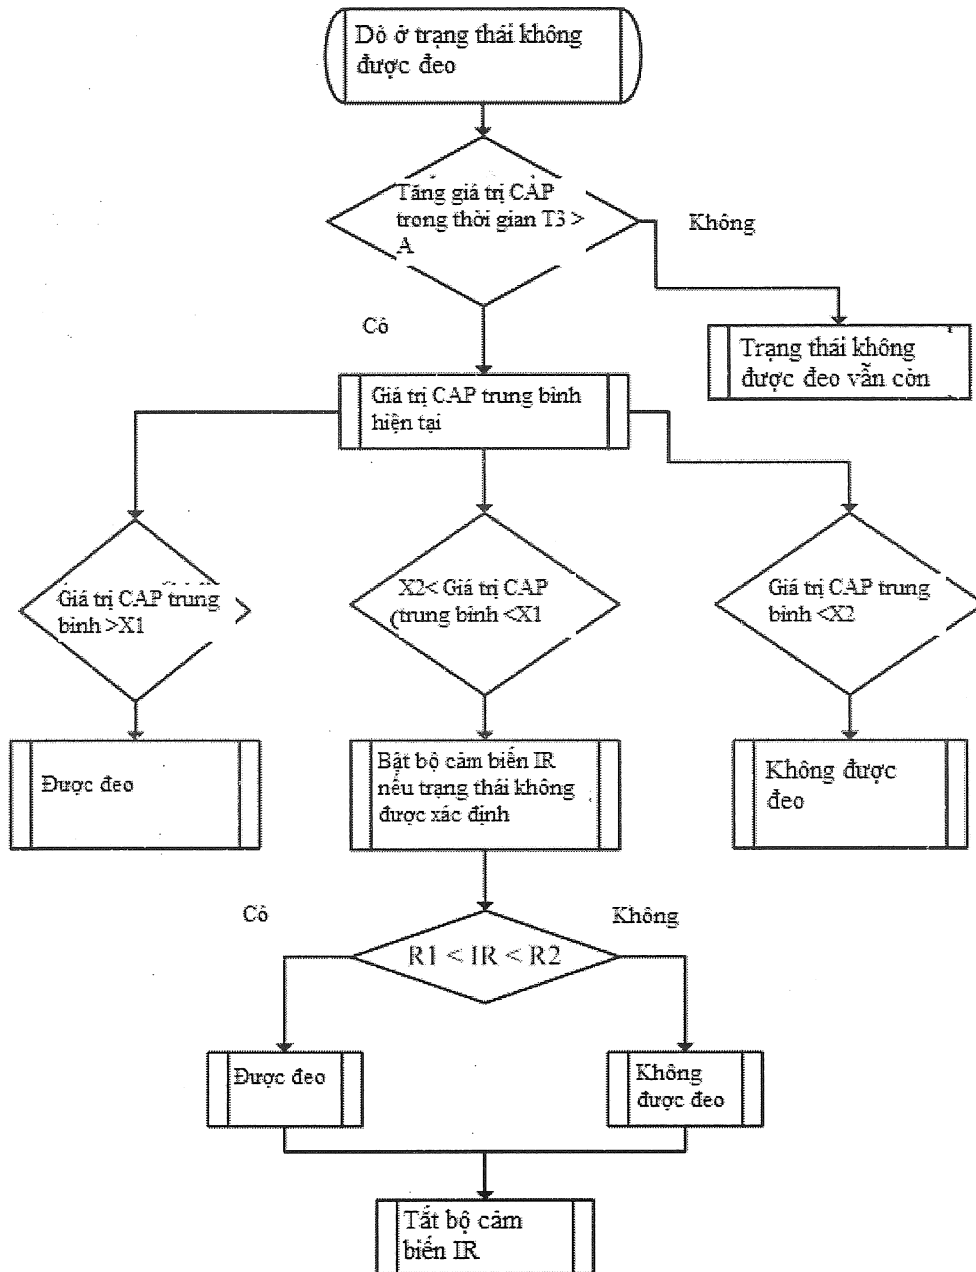 Dò ở trạng thái không
được đeo
Tăng giá trị CAP
trong thời gian T3 >
A
Không
Có
Trạng thái không
được đeo vẫn còn
Giá trị CAP trung bình
hiện tại
Giá trị CAP trung
bình >X1
X2< Giá trị CAP
(trung bình <X1
Giá trị CAP trung
bình <X2
Được đeo
Bật bộ cảm biến IR
nếu trạng thái không
được xác định
Không được
đeo
Có
Không
R1 < IR < R2
Được đeo
Không
được đeo
Tắt bộ cảm
biến IR